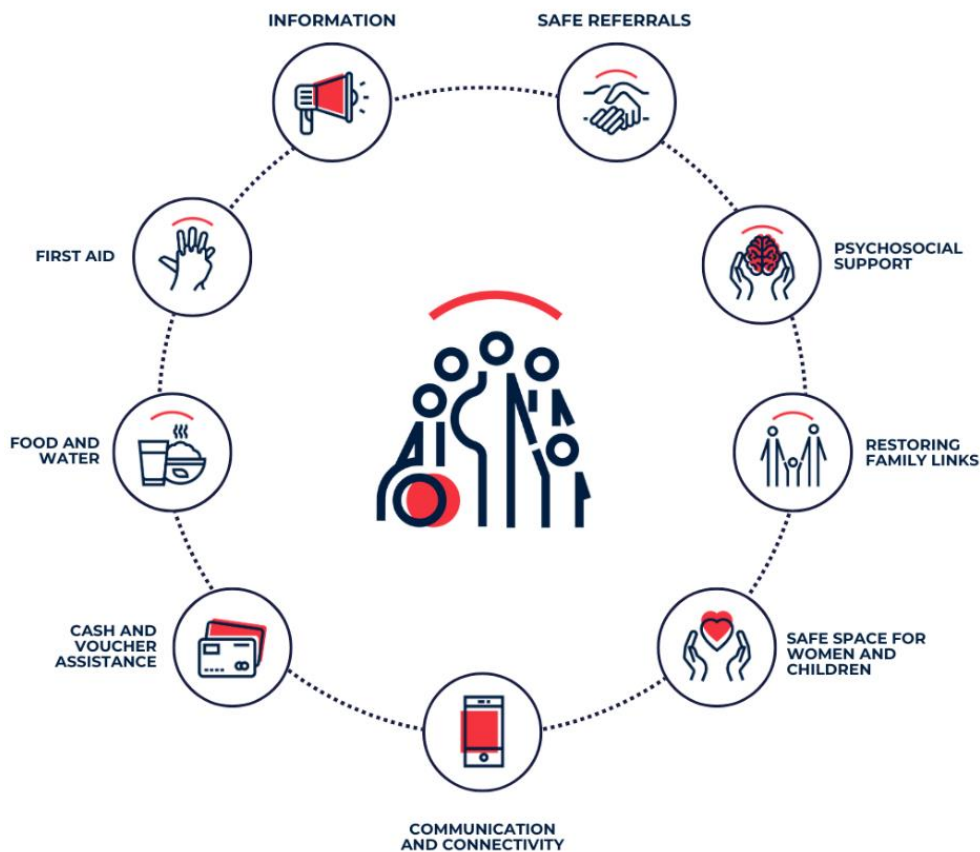 INFORMATION
SAFE REFERRALS
FIRST AID
PSYCHOSOCIAL
SUPPORT
FOOD AND
WATER
RESTORING
FAMILY LINKS
CASH AND
VOUCHER
ASSISTANCE
SAFE SPACE FOR
WOMEN AND
CHILDREN
COMMUNICATION
AND CONNECTIVITY